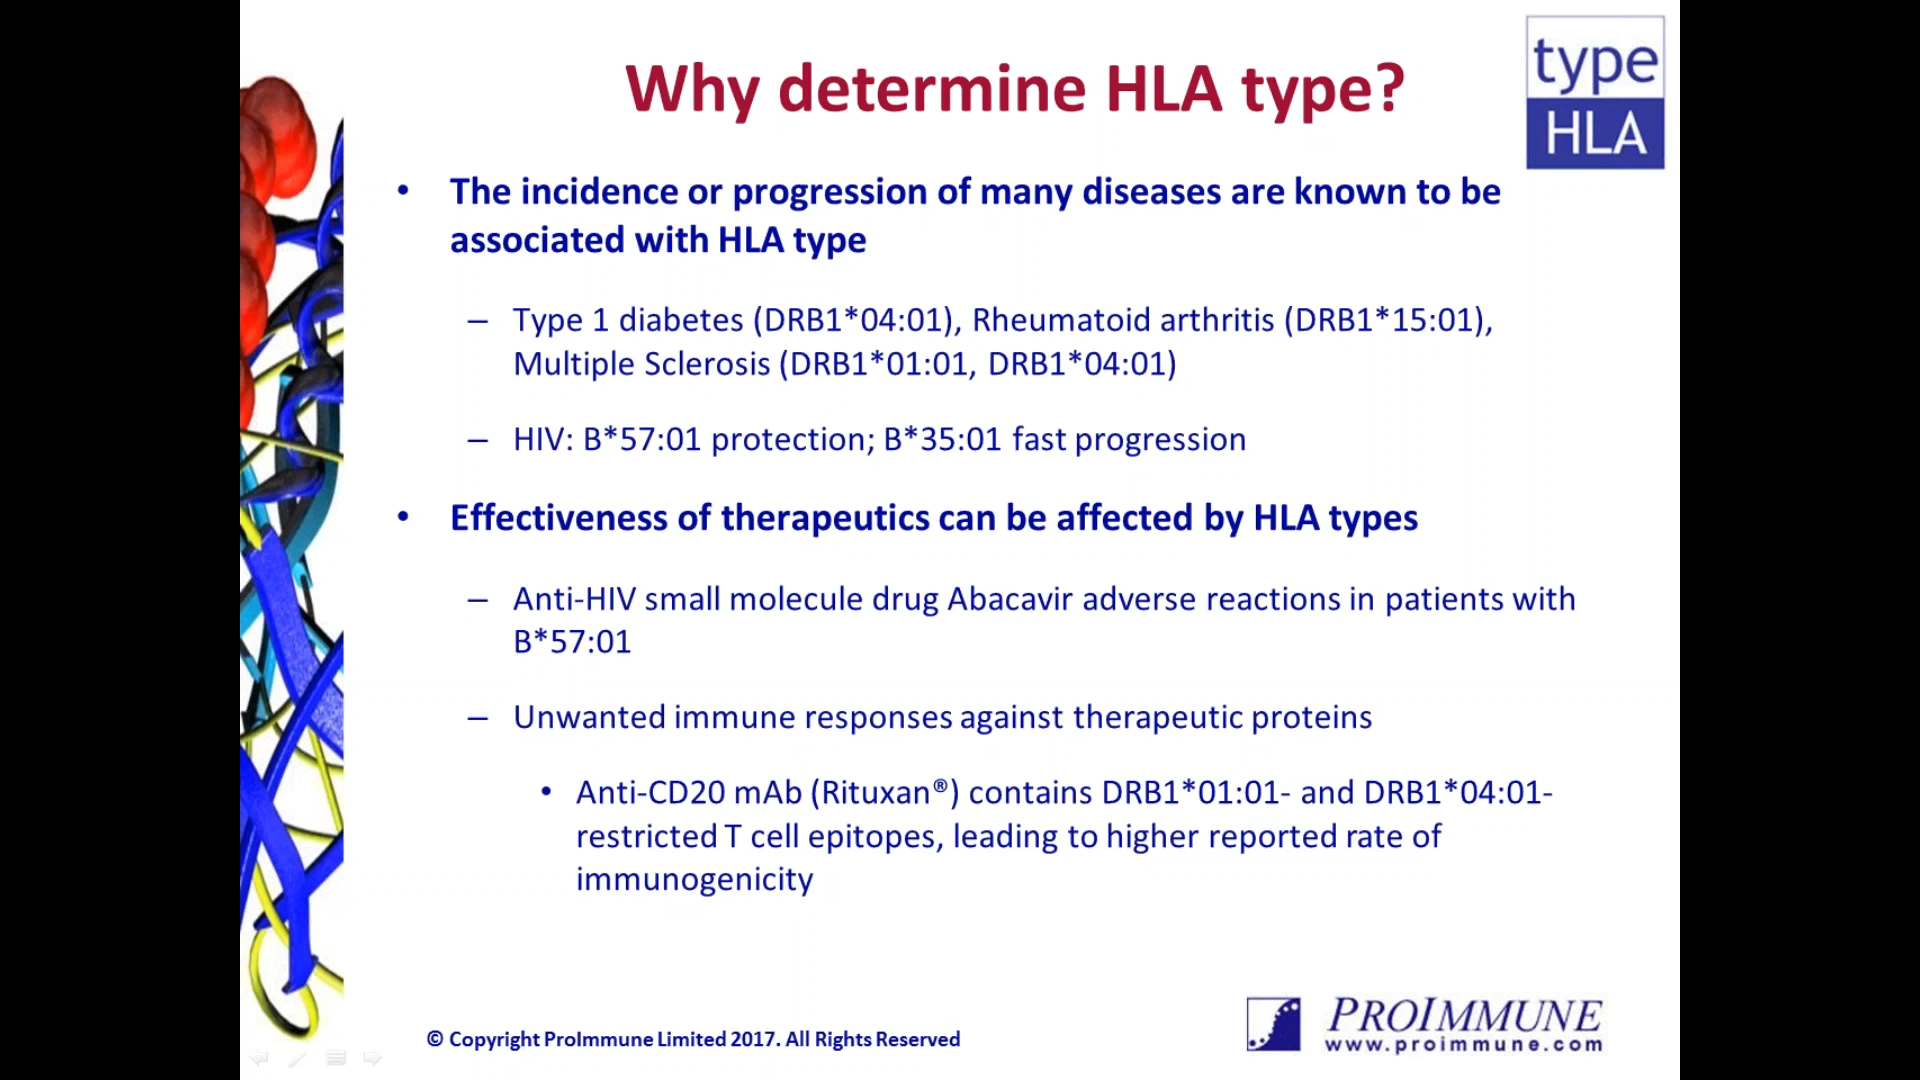 Why determine HLA type?
type
HLA
• The incidence or progression of many diseases are known to be
associated with HLA type
– Type 1 diabetes (DRB1*04:01), Rheumatoid arthritis (DRB1*15:01),
Multiple Sclerosis (DRB1*01:01, DRB1*04:01)
– HIV: B*57:01 protection; B*35:01 fast progression
• Effectiveness of therapeutics can be affected by HLA types
– Anti-HIV small molecule drug Abacavir adverse reactions in patients with
B*57:01
– Unwanted immune responses against therapeutic proteins
• Anti-CD20 mAb (Rituxan®) contains DRB1*01:01- and DRB1*04:01-
restricted T cell epitopes, leading to higher reported rate of
immunogenicity
© Copyright ProImmune Limited 2017. All Rights Reserved
PROIMMUNE
www.proimmune.com